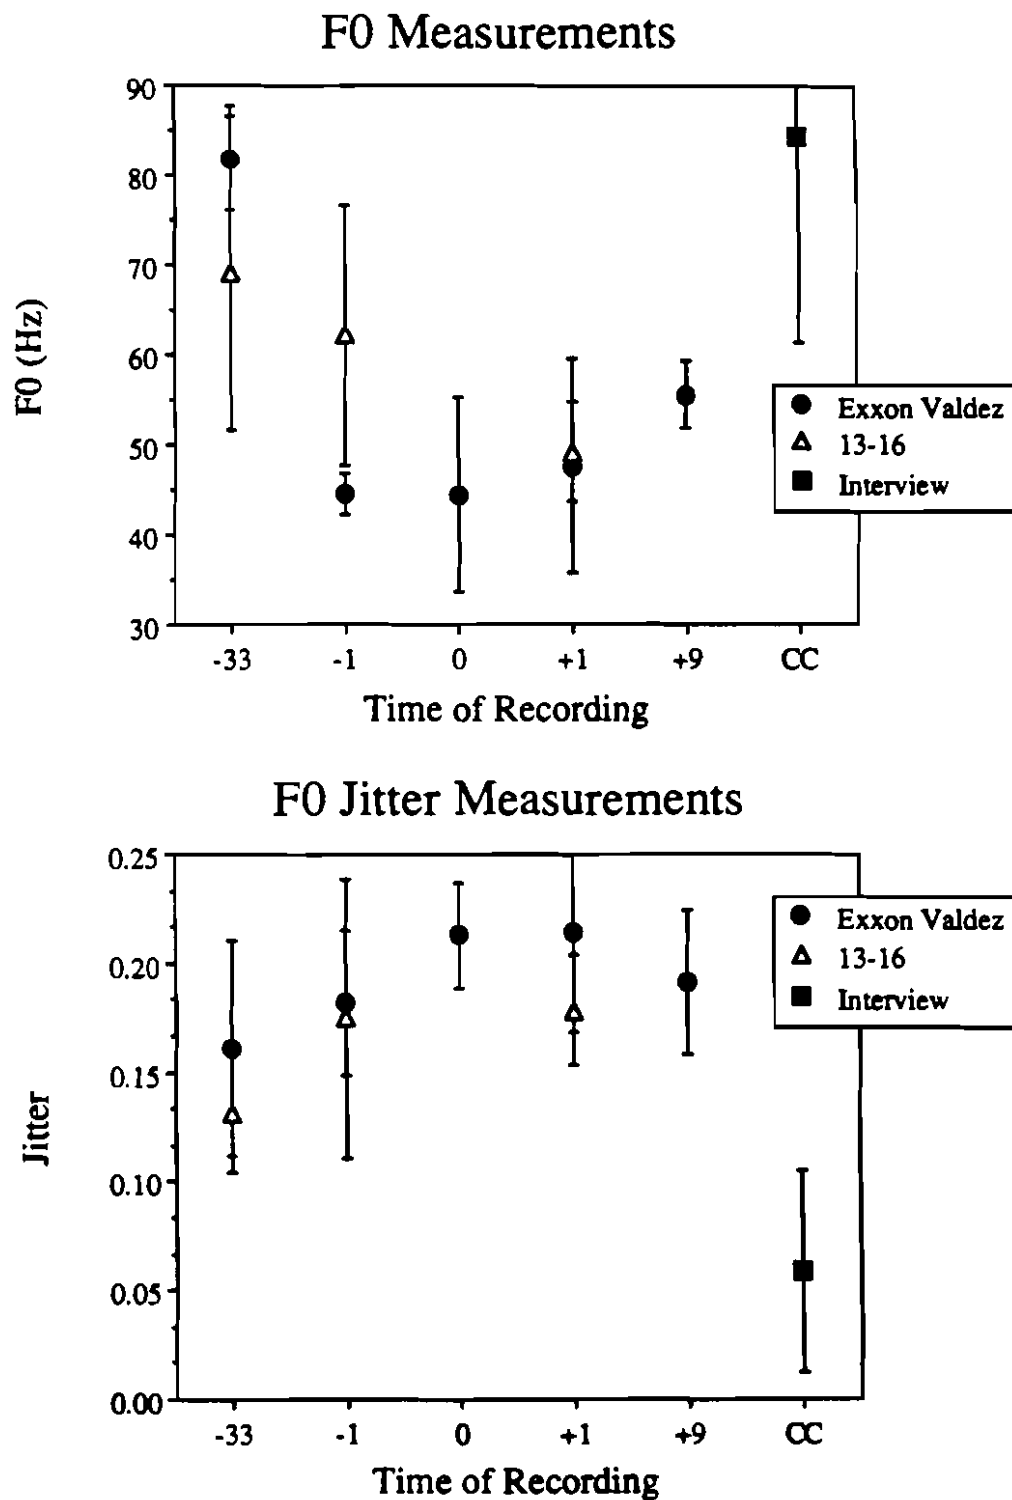 F0 Measurements
90
80
70
60
50
40
30
F0 (Hz)
-33 -1 0 +1 +9 CC
Time of Recording
Exxon Valdez
13-16
Interview
F0 Jitter Measurements
0.25
0.20
0.15
0.10
0.05
0.00
Jitter
-33 -1 0 +1 +9 CC
Time of Recording
Exxon Valdez
13-16
Interview